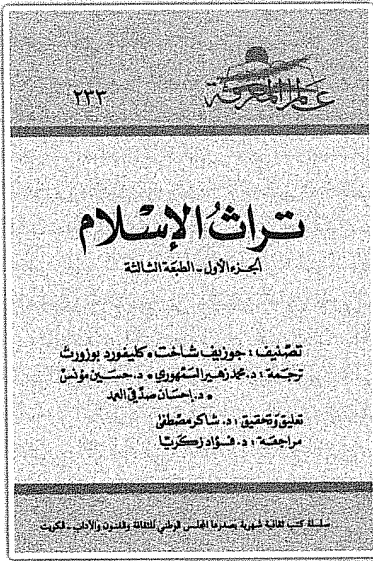 عالم المعرفة
٢٣٣
تراث الإسلام
الجزء الأول - الطبعة الثالثة
تصنيف : جوزيف شاخت • كليفورد بوزورث
ترجمة : د. محمد زهير السمهوري • د. حسين مؤنس
• د. إحسان صدقي العمد
تعليق وتحقيق : د. شاكر مصطفى
مراجعة : د. فؤاد زكريا
سلسلة كتب ثقافية شهرية يصدرها المجلس الوطني للثقافة والفنون والآداب - الكويت